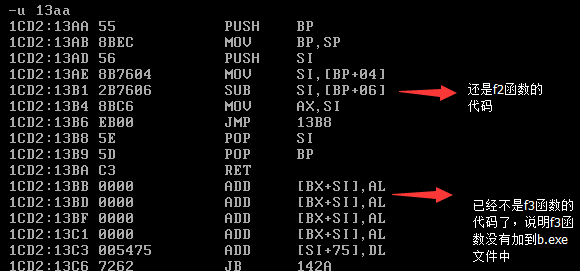 -u 13aa
1CD2:13AA 55 PUSH BP
1CD2:13AB 8BEC MOV BP,SP
1CD2:13AD 56 PUSH SI
1CD2:13AE 8B7604 MOV SI,[BP+04]
1CD2:13B1 2B7606 SUB SI,[BP+06]
1CD2:13B4 8BC6 MOV AX,SI
1CD2:13B6 EB00 JMP 13B8
1CD2:13B8 5E POP SI
1CD2:13B9 5D POP BP
1CD2:13BA C3 RET
1CD2:13BB 0000 ADD [BX+SI],AL
1CD2:13BD 0000 ADD [BX+SI],AL
1CD2:13BF 0000 ADD [BX+SI],AL
1CD2:13C1 0000 ADD [BX+SI],AL
1CD2:13C3 005475 ADD [SI+75],DL
1CD2:13C6 7262 JB 142A
还是f2函数的
代码
已经不是f3函数的
代码了，说明f3函
数没有加到b.exe
文件中